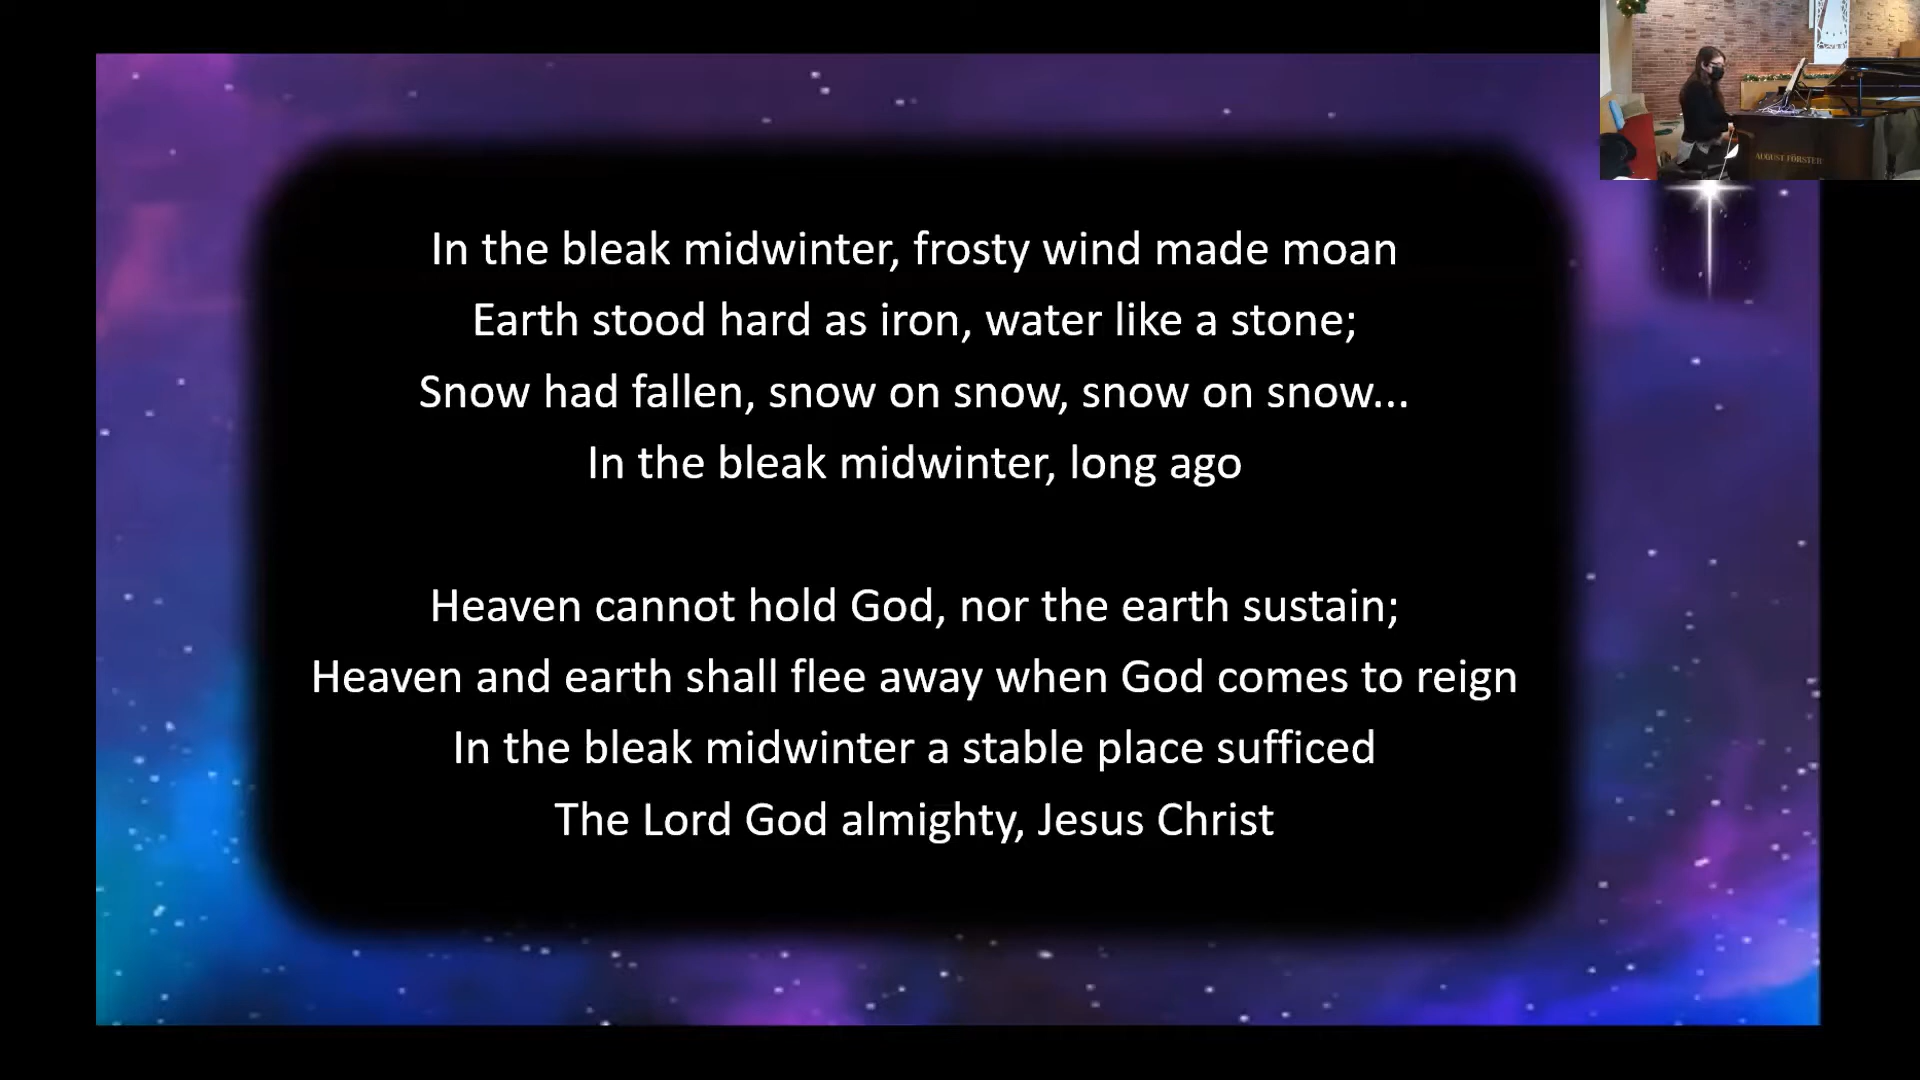 In the bleak midwinter, frosty wind made moan
Earth stood hard as iron, water like a stone;
Snow had fallen, snow on snow, snow on snow...
In the bleak midwinter, long ago
Heaven cannot hold God, nor the earth sustain;
Heaven and earth shall flee away when God comes to reign
In the bleak midwinter a stable place sufficed
The Lord God almighty, Jesus Christ
AUGUST FÖRSTER